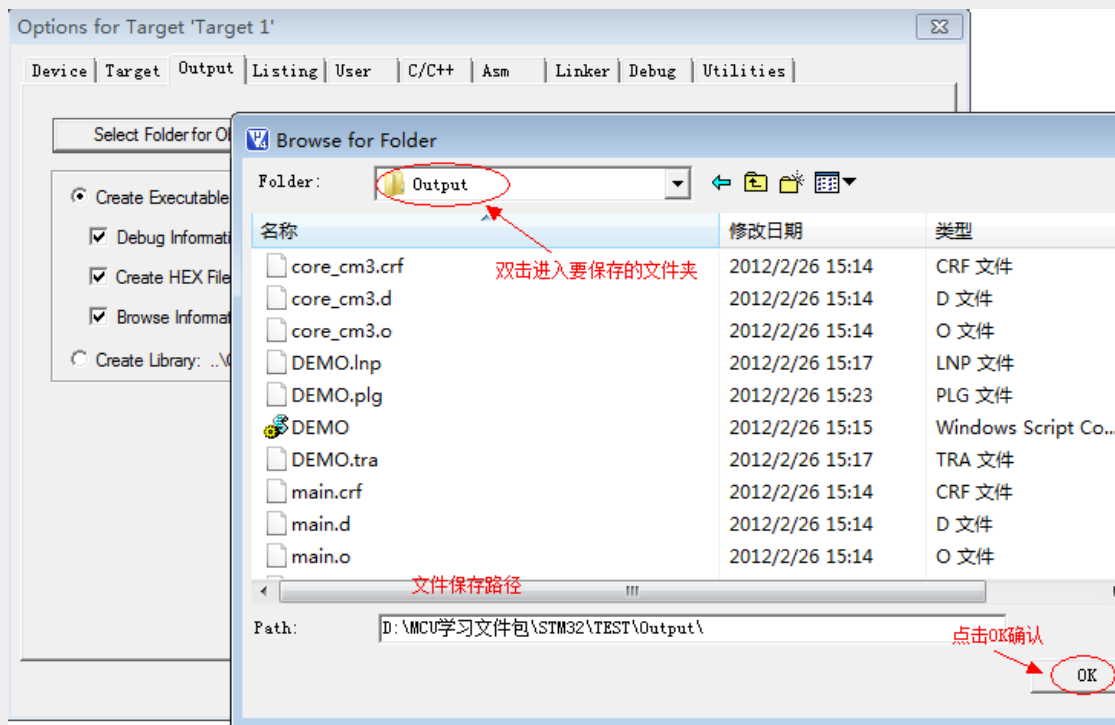 Options for Target 'Target 1'
Device Target Output Listing User C/C++ Asm Linker Debug Utilities
Select Folder for O
Browse for Folder
Folder: Output
Create Executable
Debug Informati
Create HEX File
Browse Informat
Create Library: ..\
名称 修改日期 类型
双击进入要保存的文件夹
core_cm3.crf 2012/2/26 15:14 CRF 文件
core_cm3.d 2012/2/26 15:14 D 文件
core_cm3.o 2012/2/26 15:14 O 文件
DEMO.lnp 2012/2/26 15:17 LNP 文件
DEMO.plg 2012/2/26 15:23 PLG 文件
DEMO 2012/2/26 15:15 Windows Script Co...
DEMO.tra 2012/2/26 15:17 TRA 文件
main.crf 2012/2/26 15:14 CRF 文件
main.d 2012/2/26 15:14 D 文件
main.o 2012/2/26 15:14 O 文件
文件保存路径
Path: D:\MCU学习文件包\STM32\TEST\Output\
点击OK确认
OK